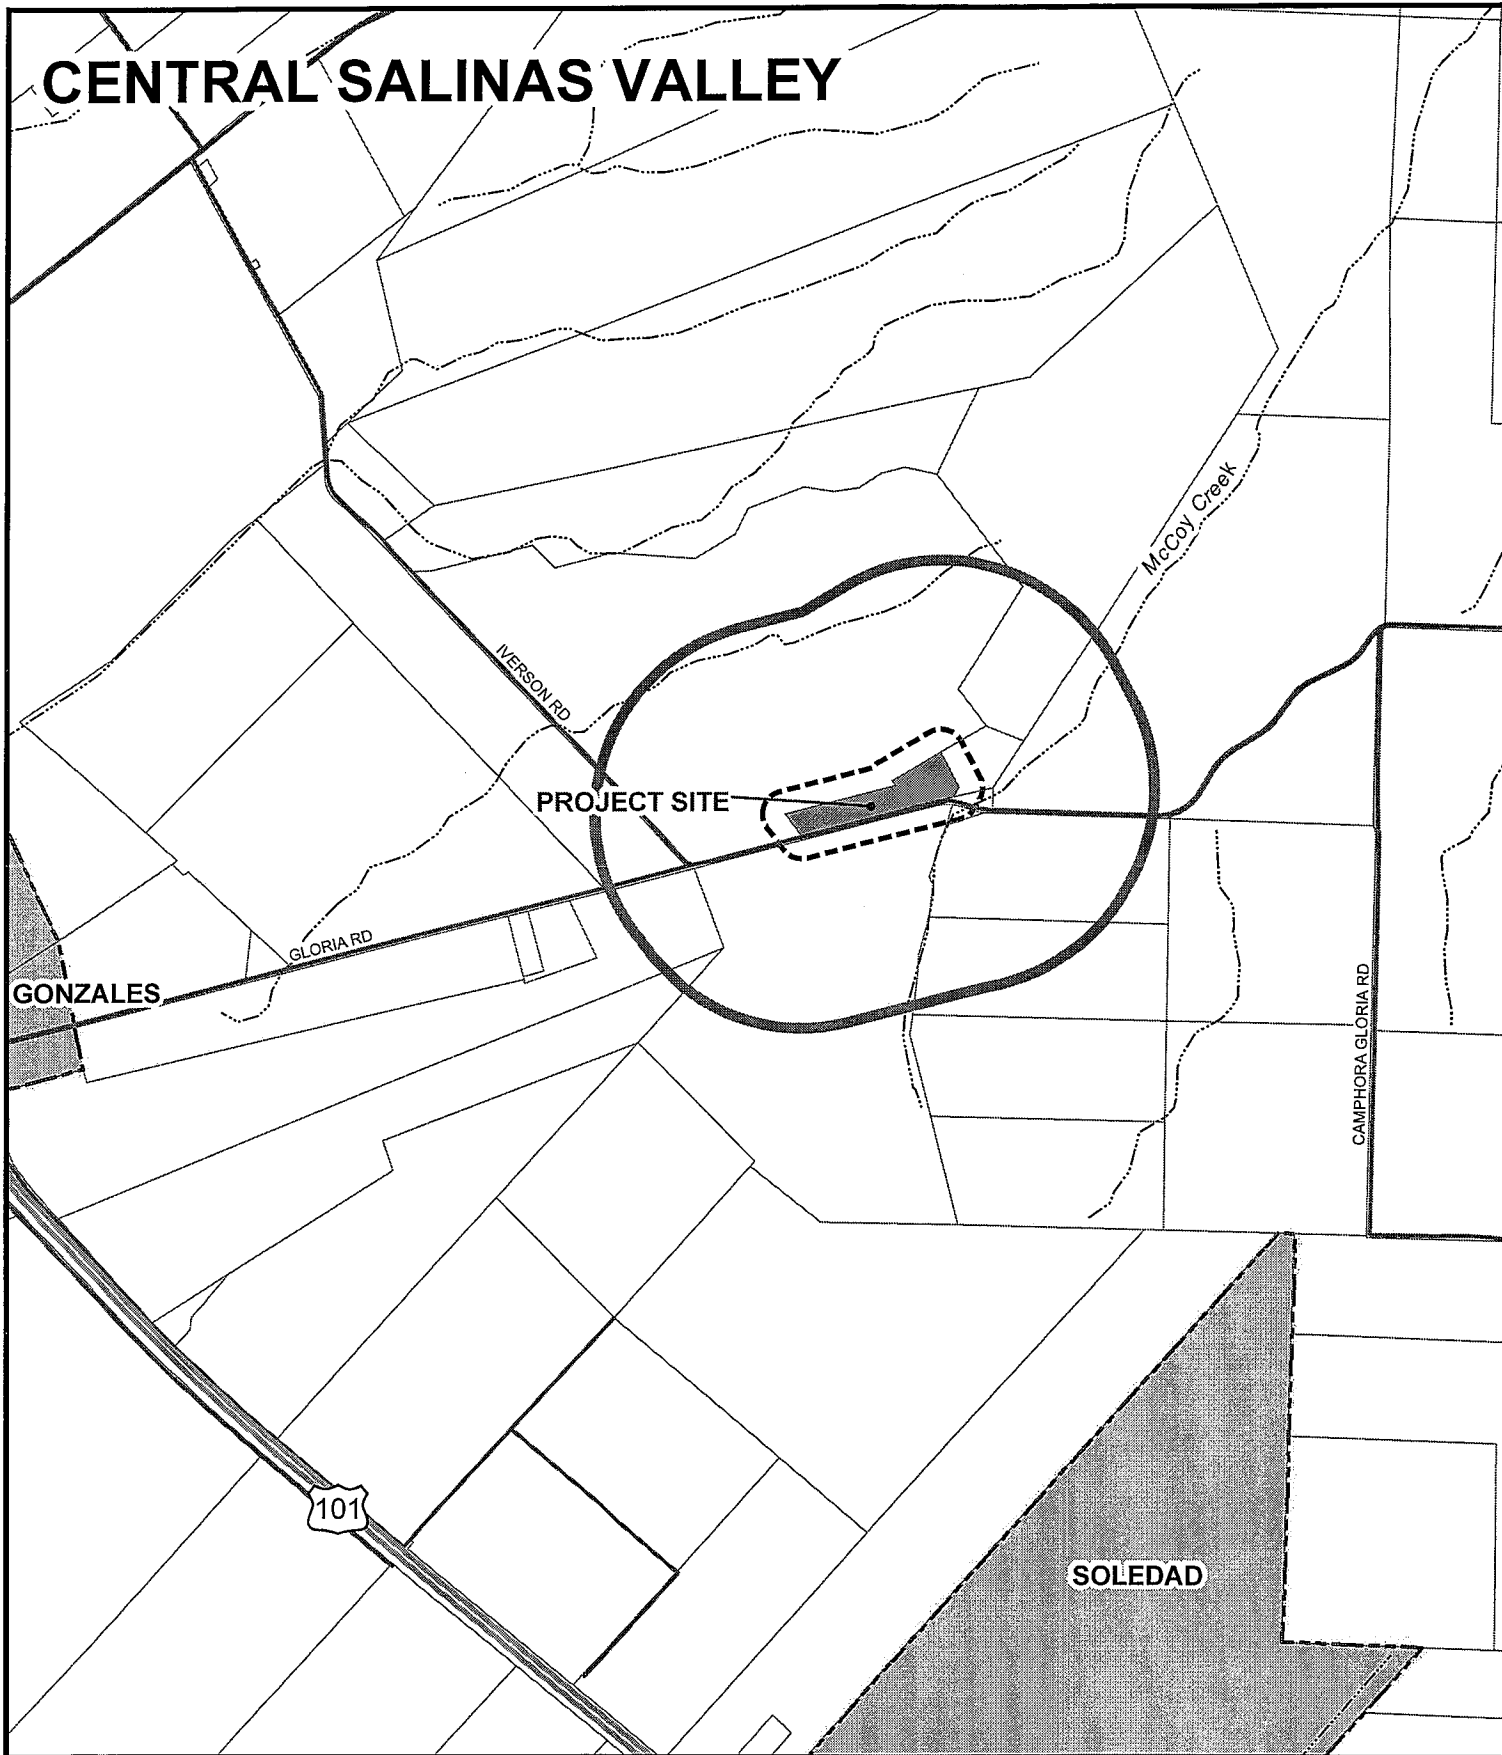 CENTRAL SALINAS VALLEY
McCoy Creek
IVERSON RD
PROJECT SITE
GLORIA RD
GONZALES
CAMPHORA GLORIA RD
101
SOLEDAD